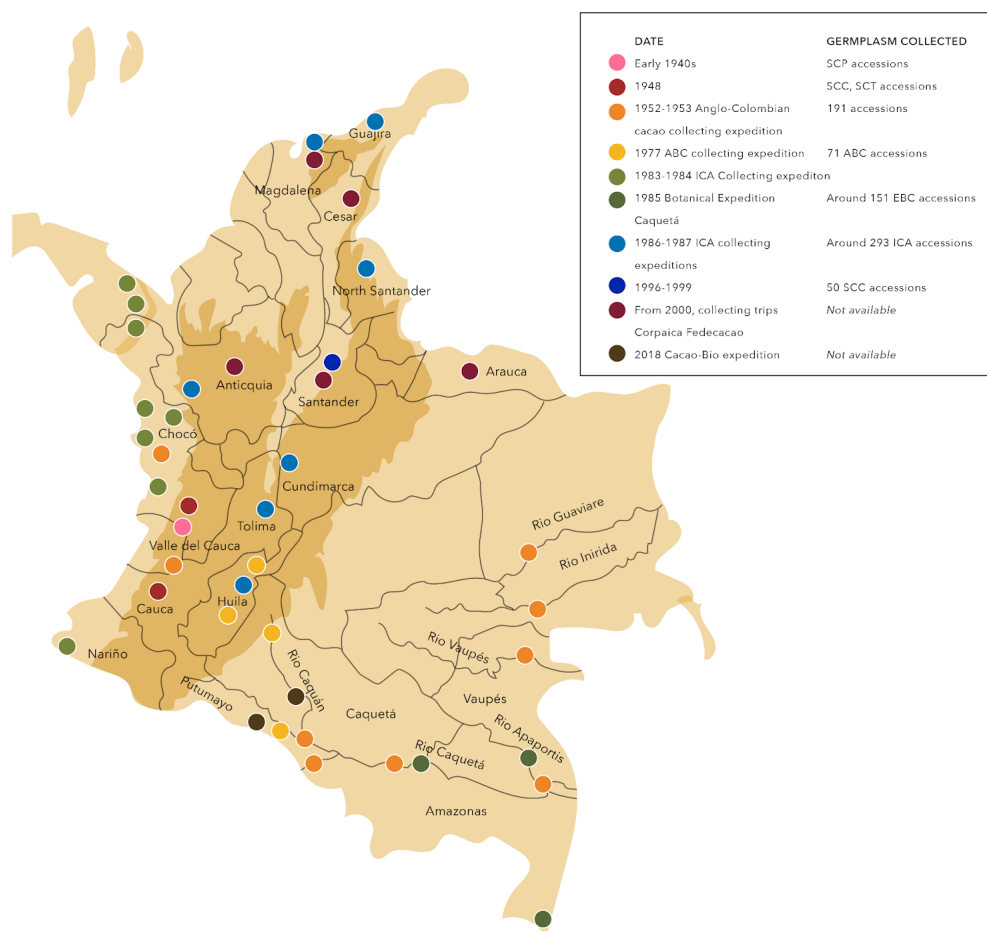 DATE GERMPLASM COLLECTED
Early 1940s SCP accessions
1948 SCC, SCT accessions
1952-1953 Anglo-Colombian 191 accessions
cacao collecting expedition
1977 ABC collecting expedition 71 ABC accessions
1983-1984 ICA Collecting expediton
1985 Botanical Expedition Around 151 EBC accessions
Caquetá
1986-1987 ICA collecting Around 293 ICA accessions
expeditions
1996-1999 50 SCC accessions
From 2000, collecting trips Not available
Corpaica Fedecacao
2018 Cacao-Bio expedition Not available
Guajira
Magdalena
Cesar
North Santander
Anticquia
Santander
Arauca
Chocó
Cundimarca
Tolima
Rio Guaviare
Valle del Cauca
Rio Inirida
Huila
Cauca
Nariño
Rio Vaupés
Rio Caquán
Putumayo
Vaupés
Caquetá
Rio Apaportis
Rio Caquetá
Amazonas